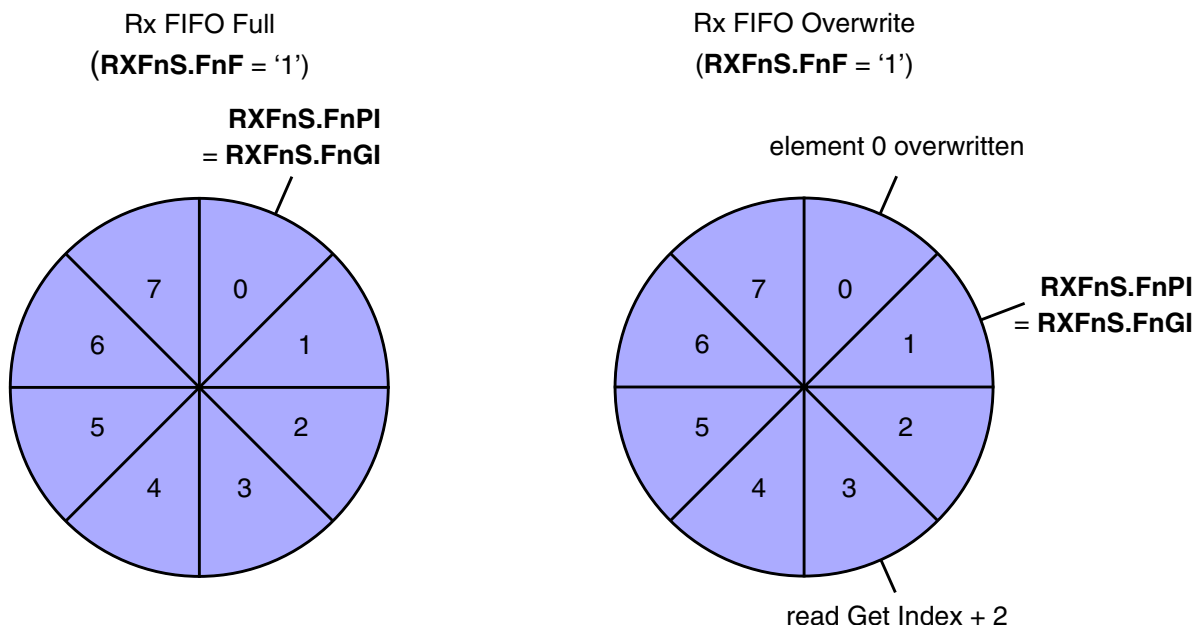 Rx FIFO Full
(RXFnS.FnF = ‘1’)
RXFnS.FnPI
= RXFnS.FnGI
7
0
6
1
5
2
4
3
Rx FIFO Overwrite
(RXFnS.FnF = ‘1’)
element 0 overwritten
RXFnS.FnPI
= RXFnS.FnGI
7
0
6
1
5
2
4
3
read Get Index + 2